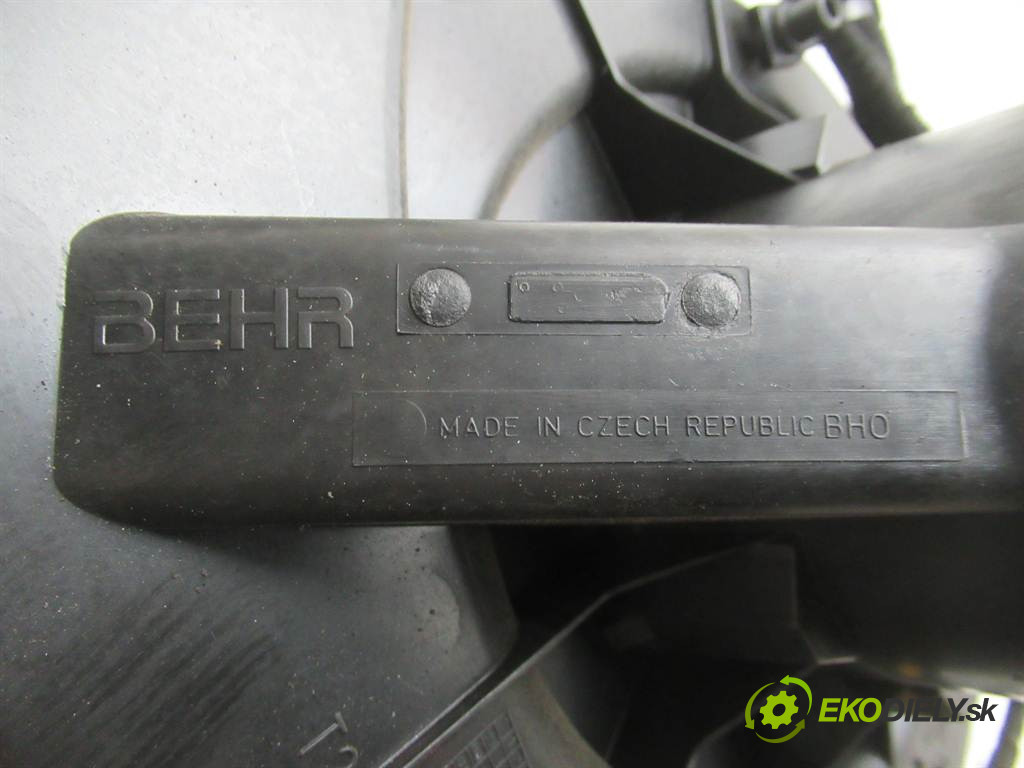 BEHR
MADE IN CZECH REPUBLIC BHO
EKODIELY.sk